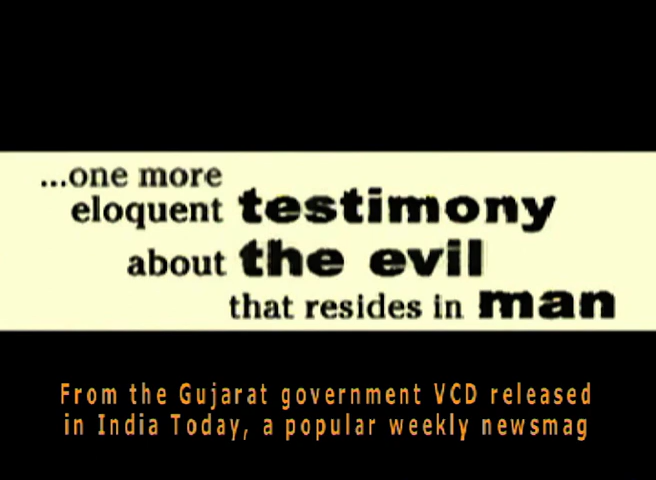 ...one more
eloquent testimony
about the evil
that resides in man
From the Gujarat government VCD released
in India Today, a popular weekly newsmag